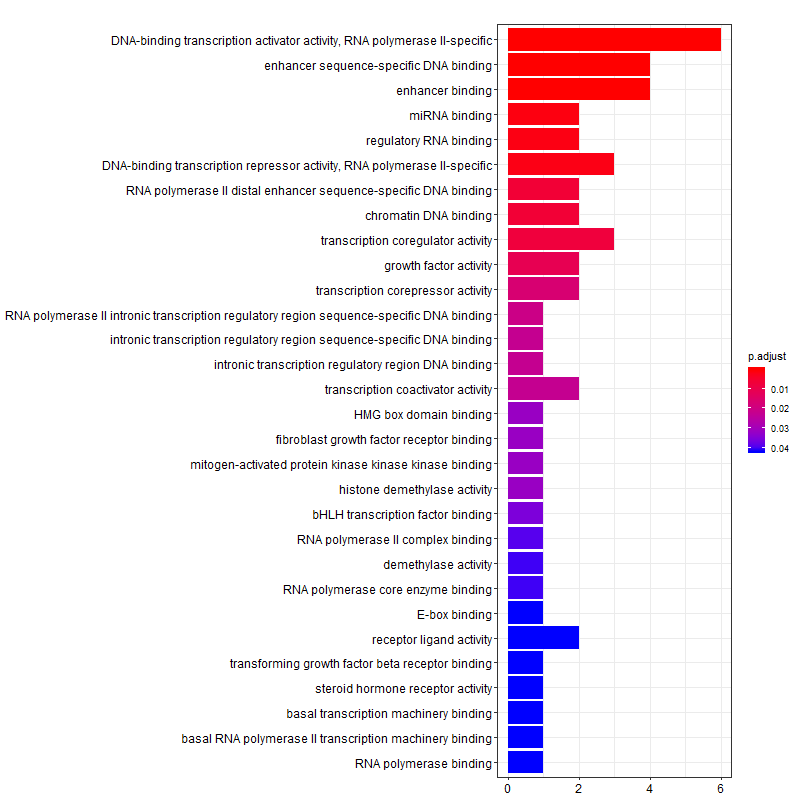 DNA-binding transcription activator activity, RNA polymerase II-specific
enhancer sequence-specific DNA binding
enhancer binding
miRNA binding
regulatory RNA binding
DNA-binding transcription repressor activity, RNA polymerase II-specific
RNA polymerase II distal enhancer sequence-specific DNA binding
chromatin DNA binding
transcription coregulator activity
growth factor activity
transcription corepressor activity
RNA polymerase II intronic transcription regulatory region sequence-specific DNA binding
intronic transcription regulatory region sequence-specific DNA binding
intronic transcription regulatory region DNA binding
transcription coactivator activity
HMG box domain binding
fibroblast growth factor receptor binding
mitogen-activated protein kinase kinase kinase binding
histone demethylase activity
bHLH transcription factor binding
RNA polymerase II complex binding
demethylase activity
RNA polymerase core enzyme binding
E-box binding
receptor ligand activity
transforming growth factor beta receptor binding
steroid hormone receptor activity
basal transcription machinery binding
basal RNA polymerase II transcription machinery binding
RNA polymerase binding
0 2 4 6
p.adjust
0.01
0.02
0.03
0.04